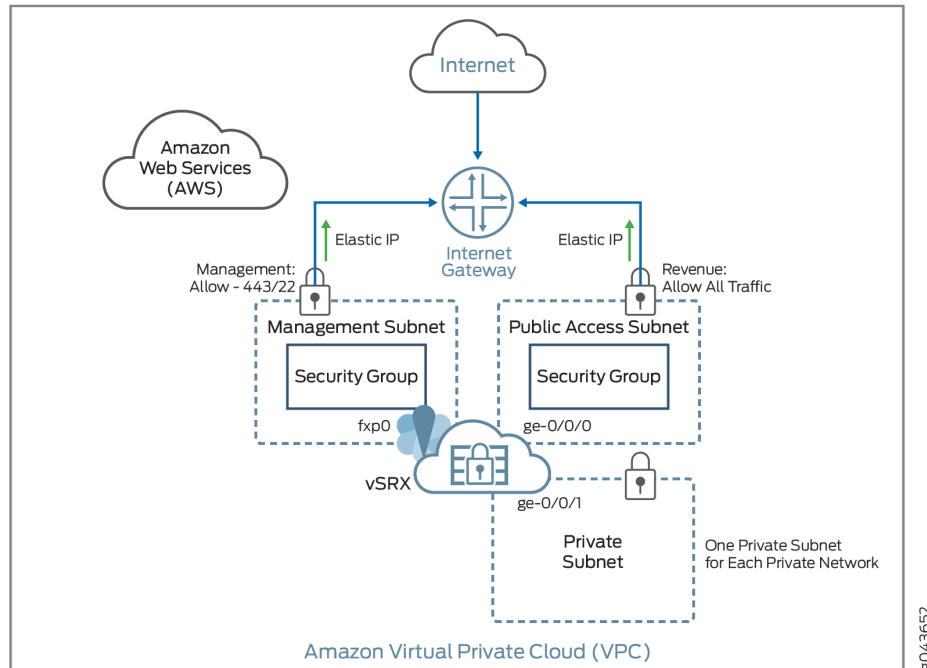 Internet
Amazon
Web Services
(AWS)
Elastic IP
Elastic IP
Internet
Gateway
Management:
Allow - 443/22
Revenue:
Allow All Traffic
Management Subnet
Public Access Subnet
Security Group
Security Group
fxp0
ge-0/0/0
vSRX
ge-0/0/1
Private
Subnet
One Private Subnet
for Each Private Network
Amazon Virtual Private Cloud (VPC)